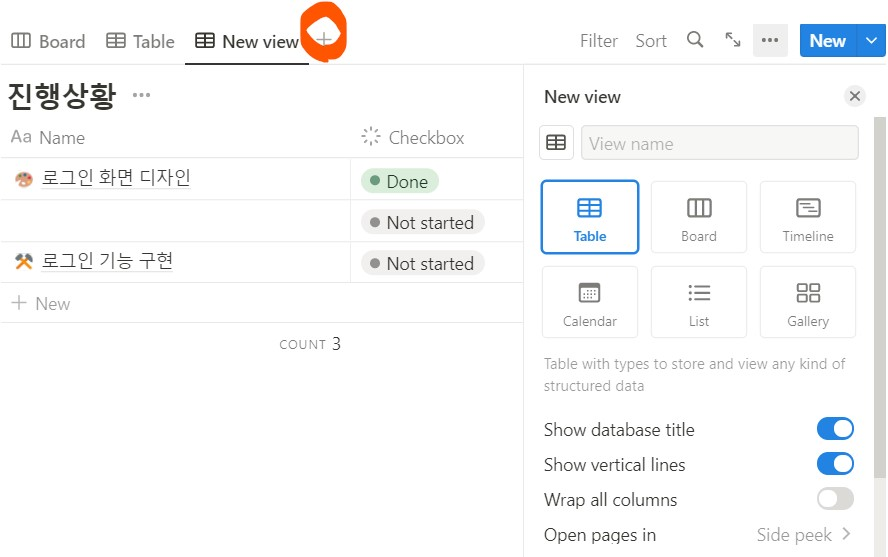 Board Table New view + Filter Sort New
진행상황 ...
New view
Aa Name Checkbox
View name
로그인 화면 디자인 Done
Not started
로그인 기능 구현 Not started
+ New
COUNT 3
Table Board Timeline
Calendar List Gallery
Table with types to store and view any kind of
structured data
Show database title
Show vertical lines
Wrap all columns
Open pages in Side peek >